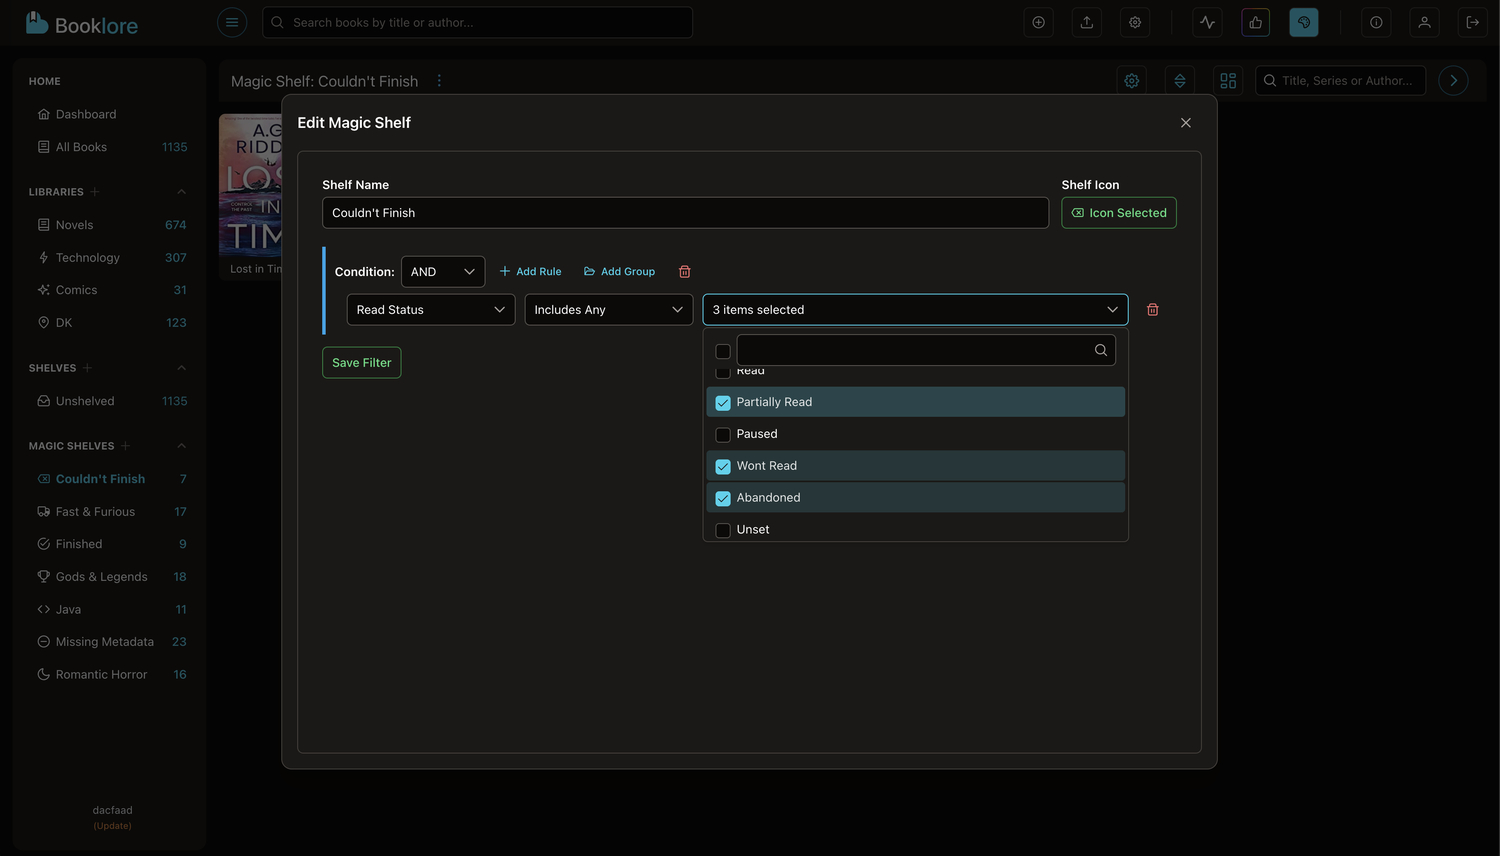 Booklore
Search books by title or author...
HOME
Dashboard
All Books 1135
LIBRARIES
Novels 674
Technology 307
Comics 31
DK 123
SHELVES
Unshelved 1135
MAGIC SHELVES
Couldn't Finish 7
Fast & Furious 17
Finished 9
Gods & Legends 18
Java 11
Missing Metadata 23
Romantic Horror 16
dacfaad
(Update)
Magic Shelf: Couldn't Finish
Title, Series or Author...
A.G
RIDD
LOS
CONTROL
THE PAST
IN
TIM
Lost in Tim
Edit Magic Shelf
Shelf Name
Shelf Icon
Couldn't Finish
Icon Selected
Condition: AND Add Rule Add Group
Read Status Includes Any 3 items selected
Save Filter
Read
Partially Read
Paused
Wont Read
Abandoned
Unset